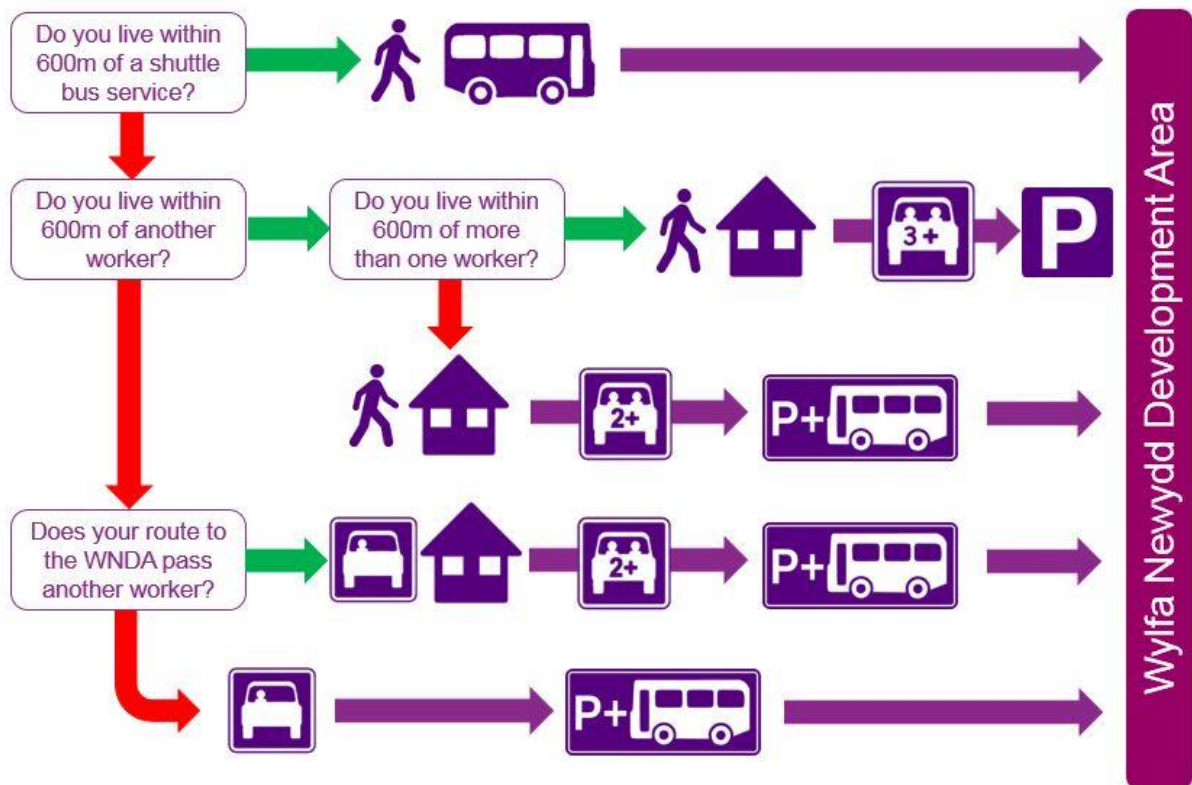 Do you live within
600m of a shuttle
bus service?
Do you live within
600m of another
worker?
Do you live within
600m of more
than one worker?
3+
P
2+
P+
Does your route to
the WNDA pass
another worker?
2+
P+
P+
Wylfa Newydd Development Area